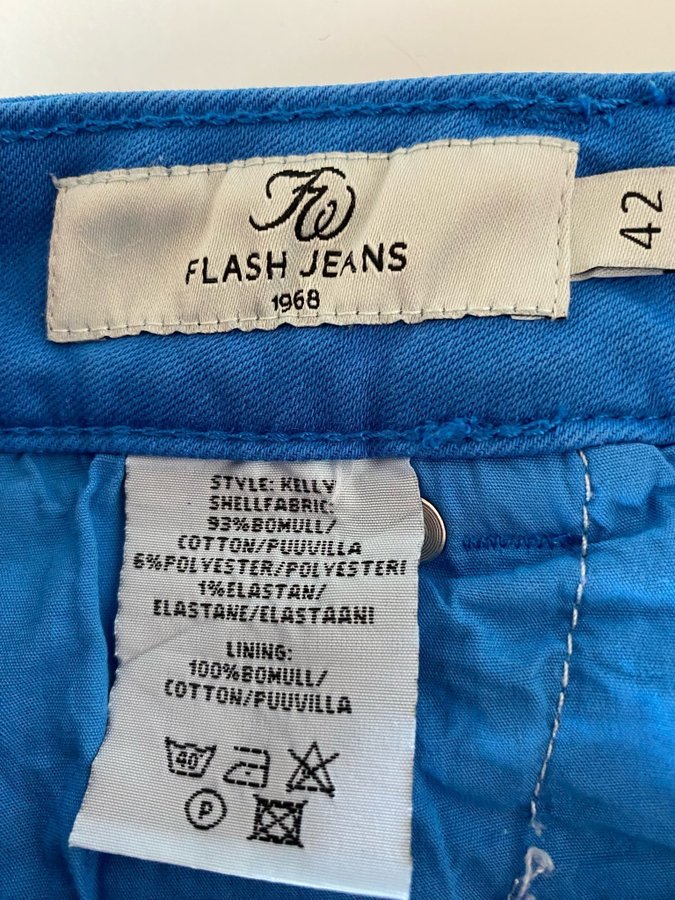 FW
FLASH JEANS
1968
42
STYLE: KELLY
SHELLFABRIC:
93%BOMULL/
COTTON/PUUVILLA
6%POLYESTER/POLYESTERI
1%ELASTAN/
ELASTANE/ELASTAANI
LINING:
100%BOMULL/
COTTON/PUUVILLA
40°
P